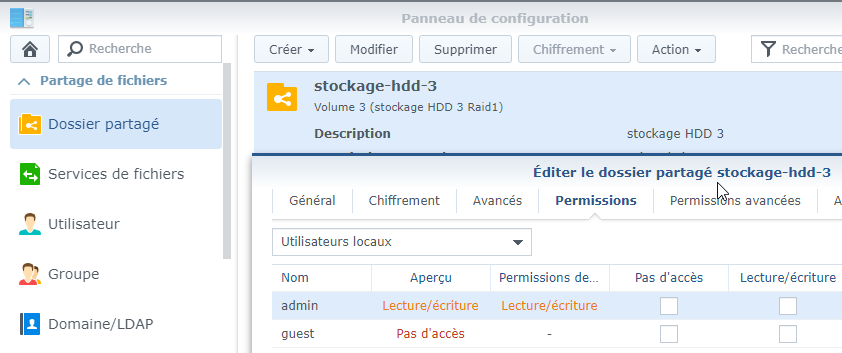 Panneau de configuration
Recherche
Créer Modifier Supprimer Chiffrement Action
Partage de fichiers
Dossier partagé
Services de fichiers
Utilisateur
Groupe
Domaine/LDAP
stockage-hdd-3
Volume 3 (stockage HDD 3 Raid1)
Description stockage HDD 3
Éditer le dossier partagé stockage-hdd-3
Général Chiffrement Avancés Permissions Permissions avancées
Utilisateurs locaux
Nom Aperçu Permissions de... Pas d'accès Lecture/écriture
admin Lecture/écriture Lecture/écriture
guest Pas d'accès -